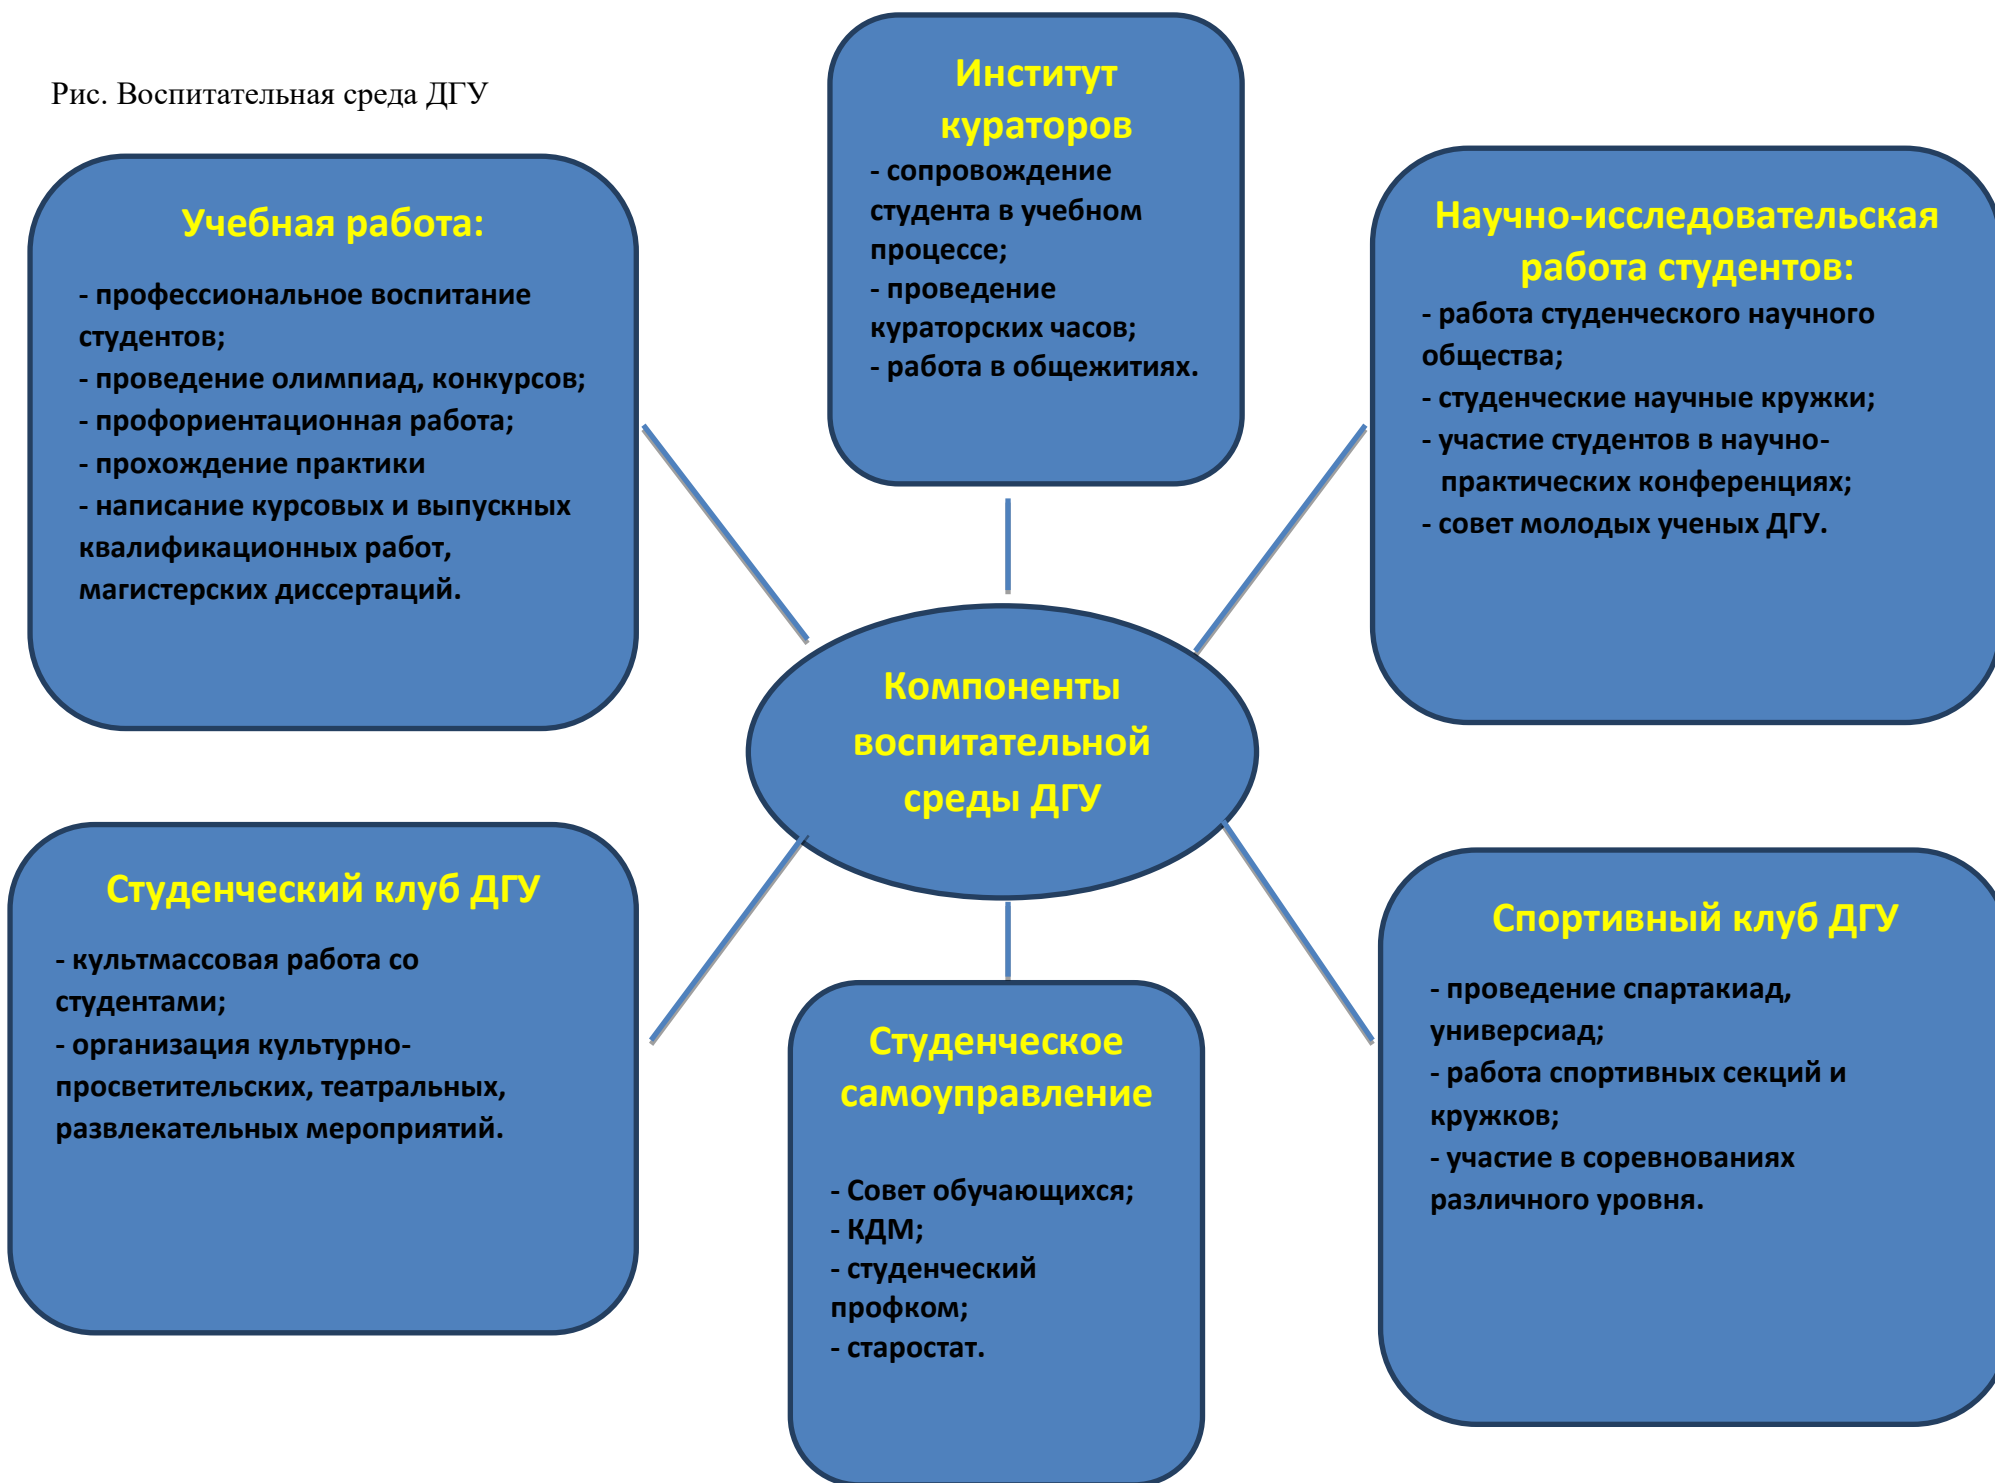 Рис. Воспитательная среда ДГУ
Институт
кураторов
- сопровождение
студента в учебном
процессе;
- проведение
кураторских часов;
- работа в общежитиях.
Учебная работа:
- профессиональное воспитание
студентов;
- проведение олимпиад, конкурсов;
- профориентационная работа;
- прохождение практики
- написание курсовых и выпускных
квалификационных работ,
магистерских диссертаций.
Научно-исследовательская
работа студентов:
- работа студенческого научного
общества;
- студенческие научные кружки;
- участие студентов в научно-
практических конференциях;
- совет молодых ученых ДГУ.
Компоненты
воспитательной
среды ДГУ
Студенческий клуб ДГУ
- культмассовая работа со
студентами;
- организация культурно-
просветительских, театральных,
развлекательных мероприятий.
Студенческое
самоуправление
- Совет обучающихся;
- КДМ;
- студенческий
профком;
- старостат.
Спортивный клуб ДГУ
- проведение спартакиад,
универсиад;
- работа спортивных секций и
кружков;
- участие в соревнованиях
различного уровня.